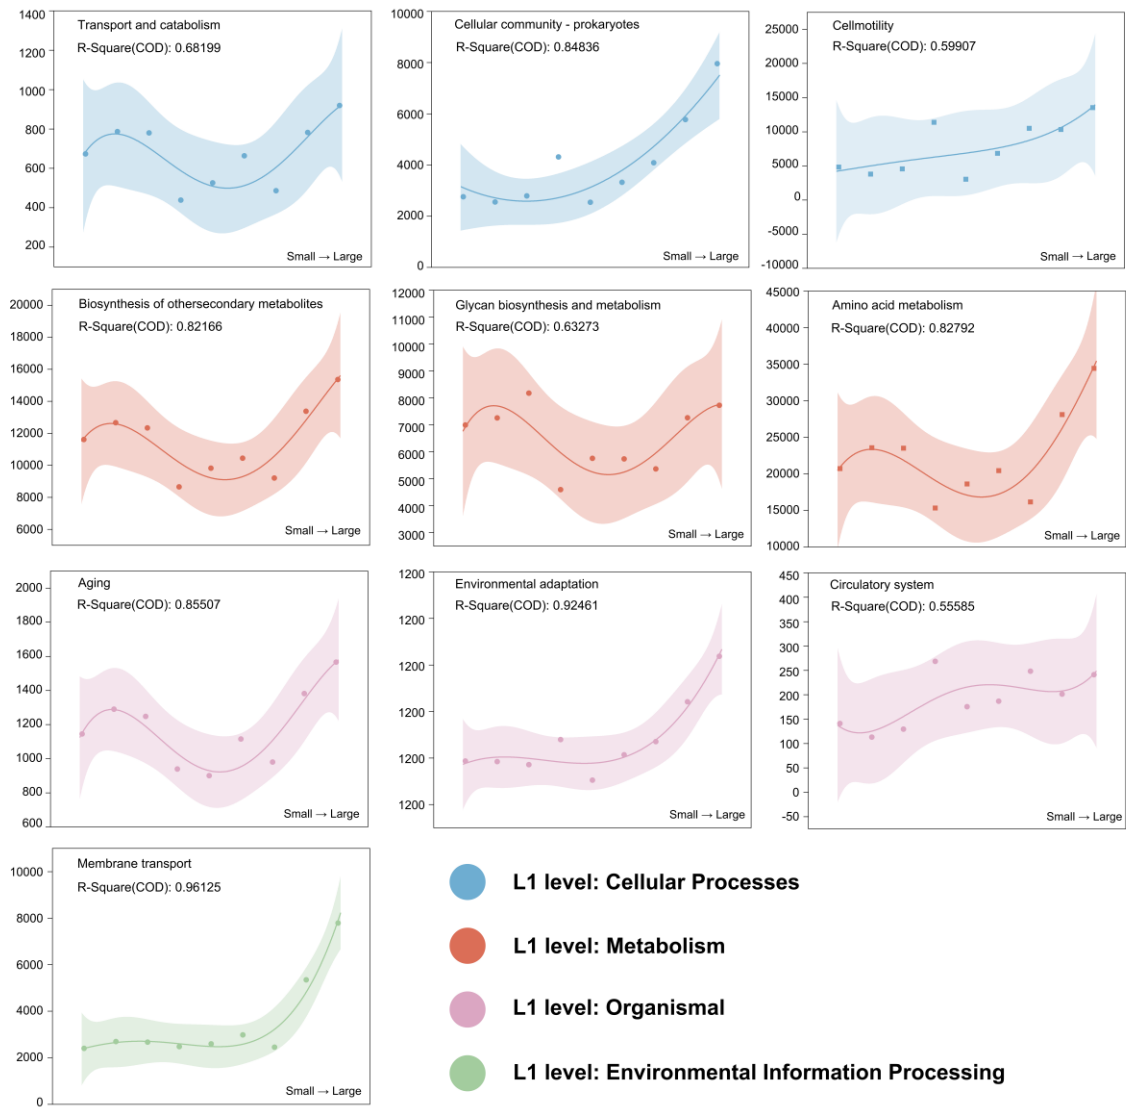 Transport and catabolism
R-Square(COD): 0.68199
1400
1200
1000
800
600
400
200
Small → Large
Cellular community - prokaryotes
R-Square(COD): 0.84836
10000
8000
6000
4000
2000
0
Small → Large
Cellmotility
R-Square(COD): 0.59907
25000
20000
15000
10000
5000
0
-5000
-10000
Small → Large
Biosynthesis of othersecondary metabolites
R-Square(COD): 0.82166
20000
18000
16000
14000
12000
10000
8000
6000
Small → Large
Glycan biosynthesis and metabolism
R-Square(COD): 0.63273
12000
11000
10000
9000
8000
7000
6000
5000
4000
3000
Small → Large
Amino acid metabolism
R-Square(COD): 0.82792
45000
40000
35000
30000
25000
20000
15000
10000
Small → Large
Aging
R-Square(COD): 0.85507
2000
1800
1600
1400
1200
1000
800
600
Small → Large
Environmental adaptation
R-Square(COD): 0.92461
1200
1200
1200
1200
1200
1200
Small → Large
Circulatory system
R-Square(COD): 0.55585
450
400
350
300
250
200
150
100
50
0
-50
Small → Large
Membrane transport
R-Square(COD): 0.96125
10000
8000
6000
4000
2000
0
Small → Large
L1 level: Cellular Processes
L1 level: Metabolism
L1 level: Organismal
L1 level: Environmental Information Processing